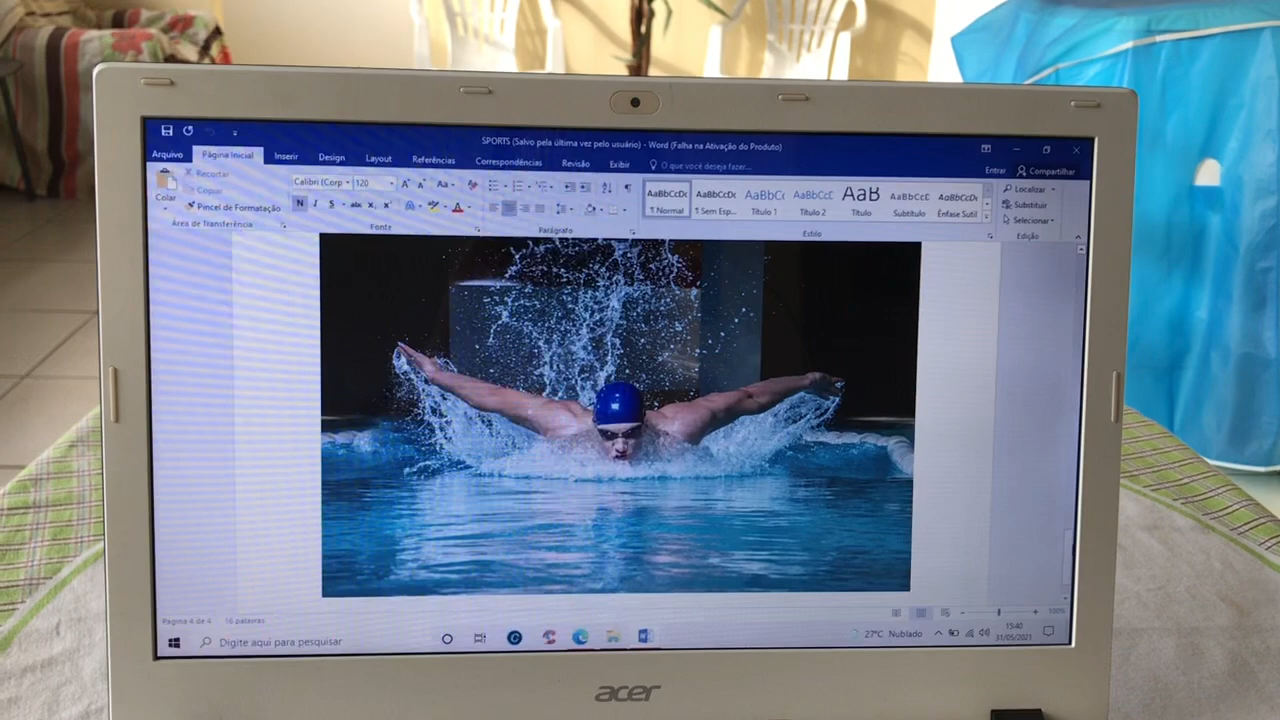 SPORTS (Salvo pela última vez pelo usuário) - Word (Falha na Ativação do Produto)
Arquivo Página Inicial Inserir Design Layout Referências Correspondências Revisão Exibir O que você deseja fazer... Entrar Compartilhar
Colar
Recortar
Copiar
Pincel de Formatação
Área de Transferência
Calibri (Corp 120
N I S abc x₂ x²
Fonte
Parágrafo
AaBbCcDc AaBbCcDc AaBbCc AaBbCcC AaB AaBbCcC AaBbCcDc
¶ Normal ¶ Sem Esp... Título 1 Título 2 Título Subtítulo Ênfase Sutil
Estilo
Localizar
Substituir
Selecionar
Edição
Página 4 de 4 16 palavras 100%
Digite aqui para pesquisar
27°C Nublado
15:40
31/05/2021
acer